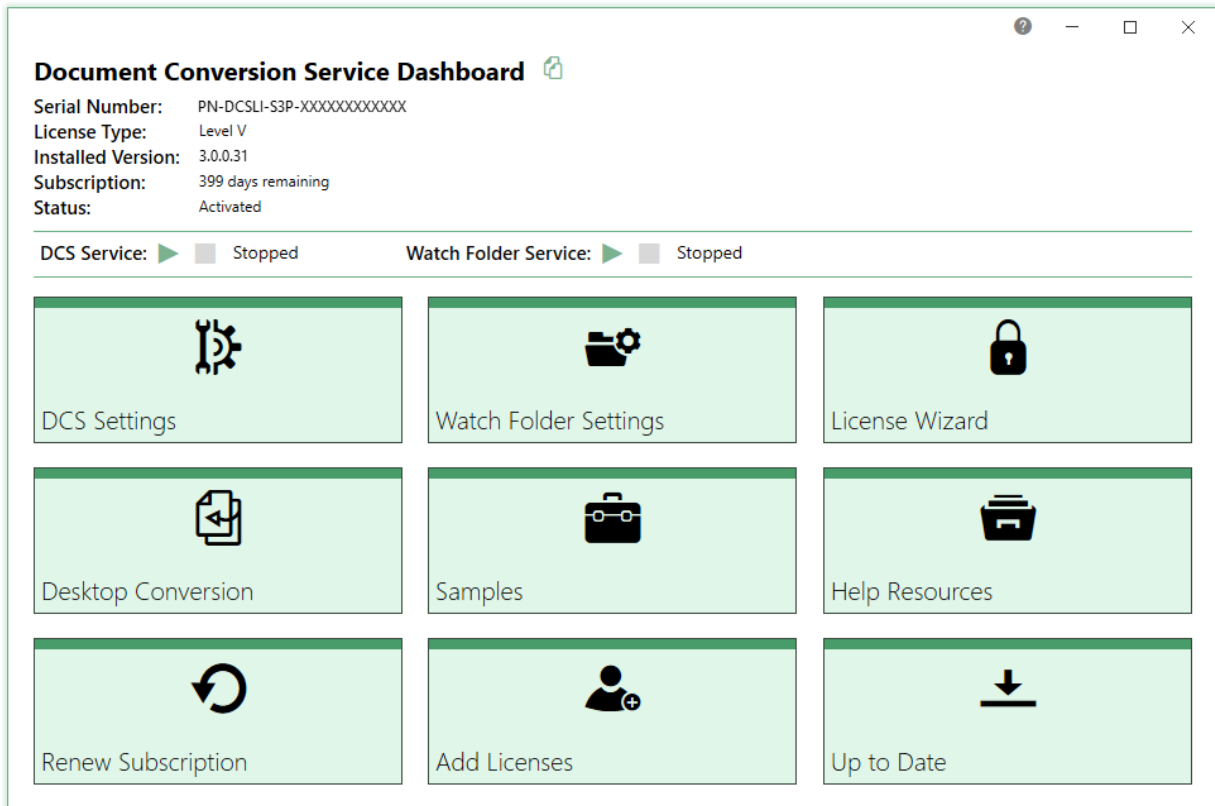 Document Conversion Service Dashboard
Serial Number: PN-DCSLI-S3P-XXXXXXXXXXXX
License Type: Level V
Installed Version: 3.0.0.31
Subscription: 399 days remaining
Status: Activated
DCS Service: Stopped Watch Folder Service: Stopped
DCS Settings Watch Folder Settings License Wizard
Desktop Conversion Samples Help Resources
Renew Subscription Add Licenses Up to Date